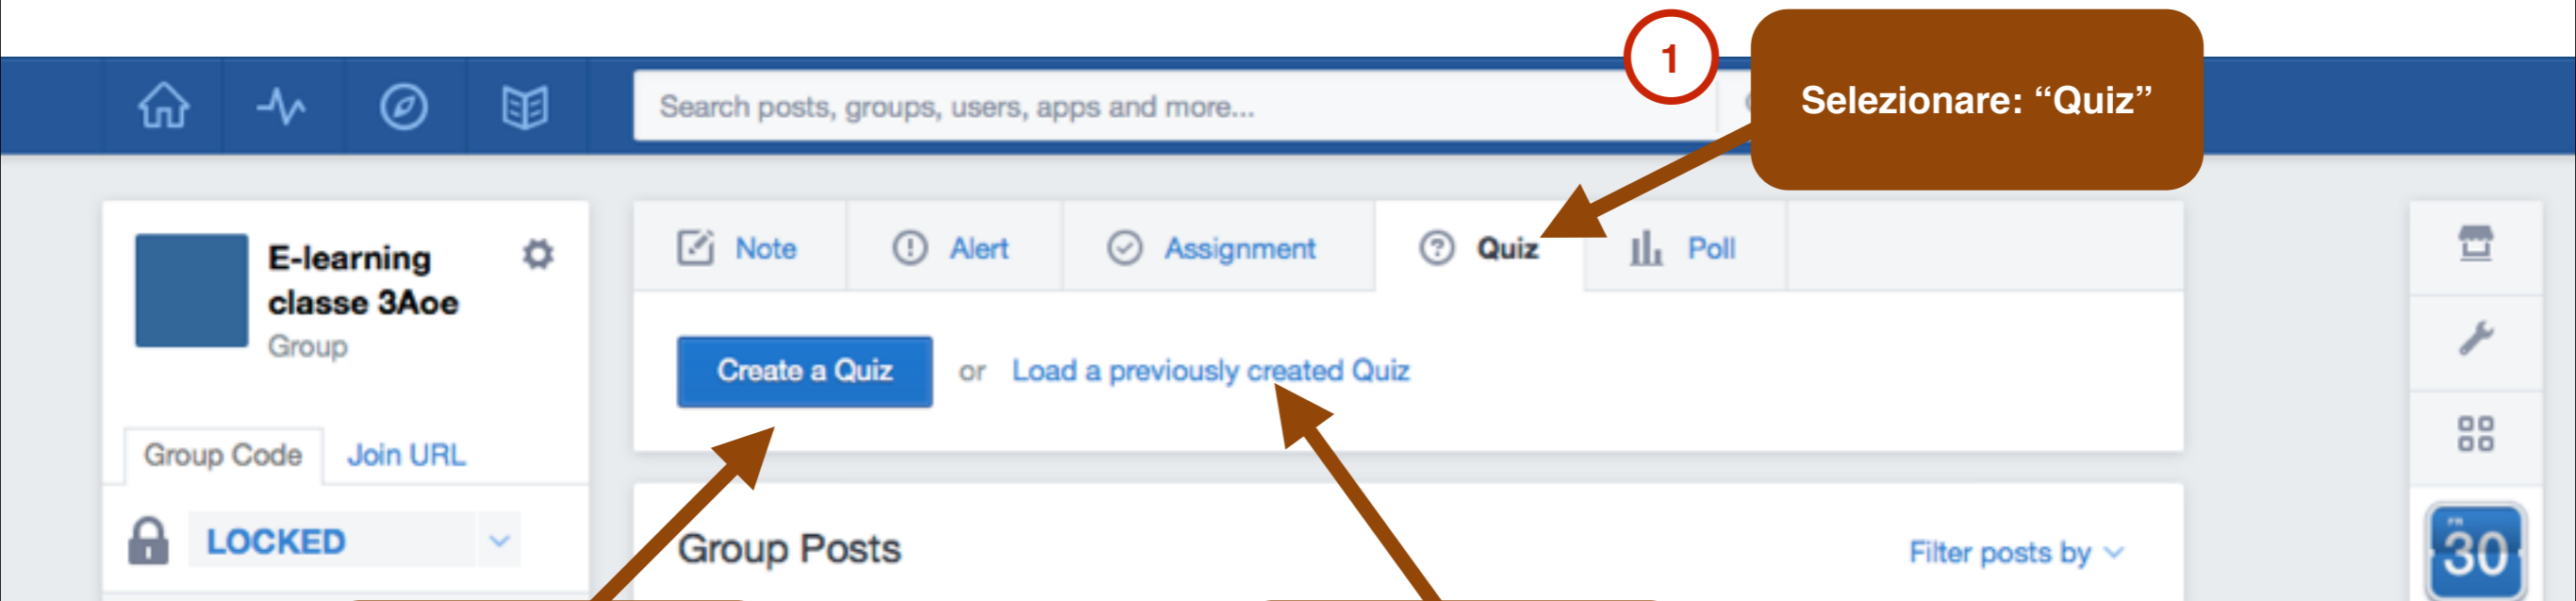 1
Selezionare: “Quiz”
Search posts, groups, users, apps and more...
E-learning
classe 3Aoe
Group
Note
Alert
Assignment
Quiz
Poll
Create a Quiz
or
Load a previously created Quiz
Group Code
Join URL
LOCKED
Group Posts
Filter posts by
FR
30